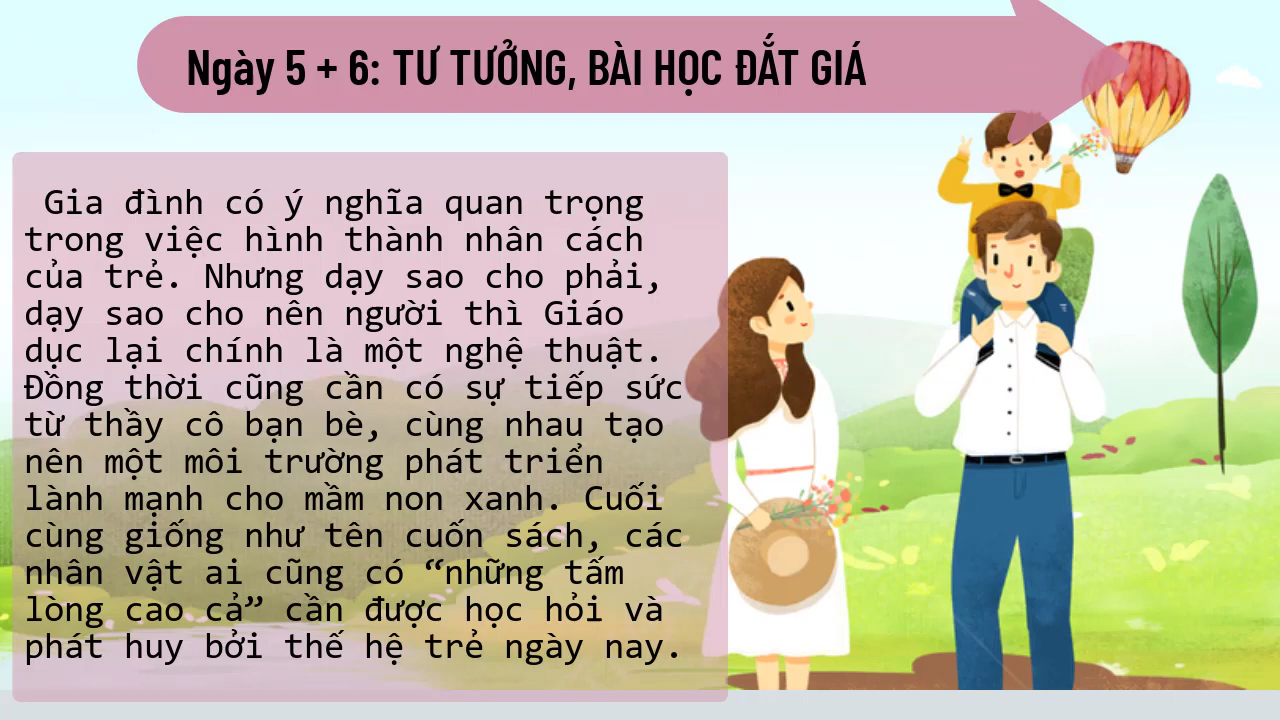 Ngày 5 + 6: TƯ TƯỞNG, BÀI HỌC ĐẮT GIÁ
Gia đình có ý nghĩa quan trọng
trong việc hình thành nhân cách
của trẻ. Nhưng dạy sao cho phải,
dạy sao cho nên người thì Giáo
dục lại chính là một nghệ thuật.
Đồng thời cũng cần có sự tiếp sức
từ thầy cô bạn bè, cùng nhau tạo
nên một môi trường phát triển
lành mạnh cho mầm non xanh. Cuối
cùng giống như tên cuốn sách, các
nhân vật ai cũng có “những tấm
lòng cao cả” cần được học hỏi và
phát huy bởi thế hệ trẻ ngày nay.